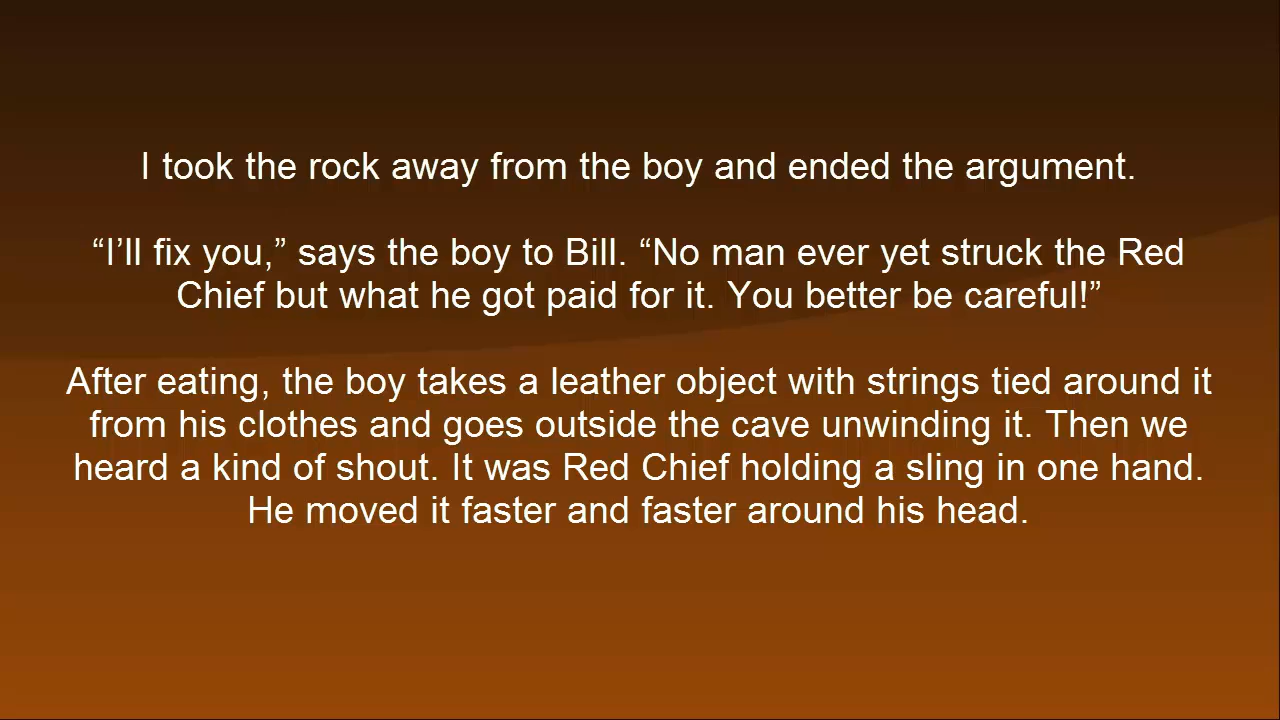 I took the rock away from the boy and ended the argument.
“I’ll fix you,” says the boy to Bill. “No man ever yet struck the Red
Chief but what he got paid for it. You better be careful!”
After eating, the boy takes a leather object with strings tied around it
from his clothes and goes outside the cave unwinding it. Then we
heard a kind of shout. It was Red Chief holding a sling in one hand.
He moved it faster and faster around his head.